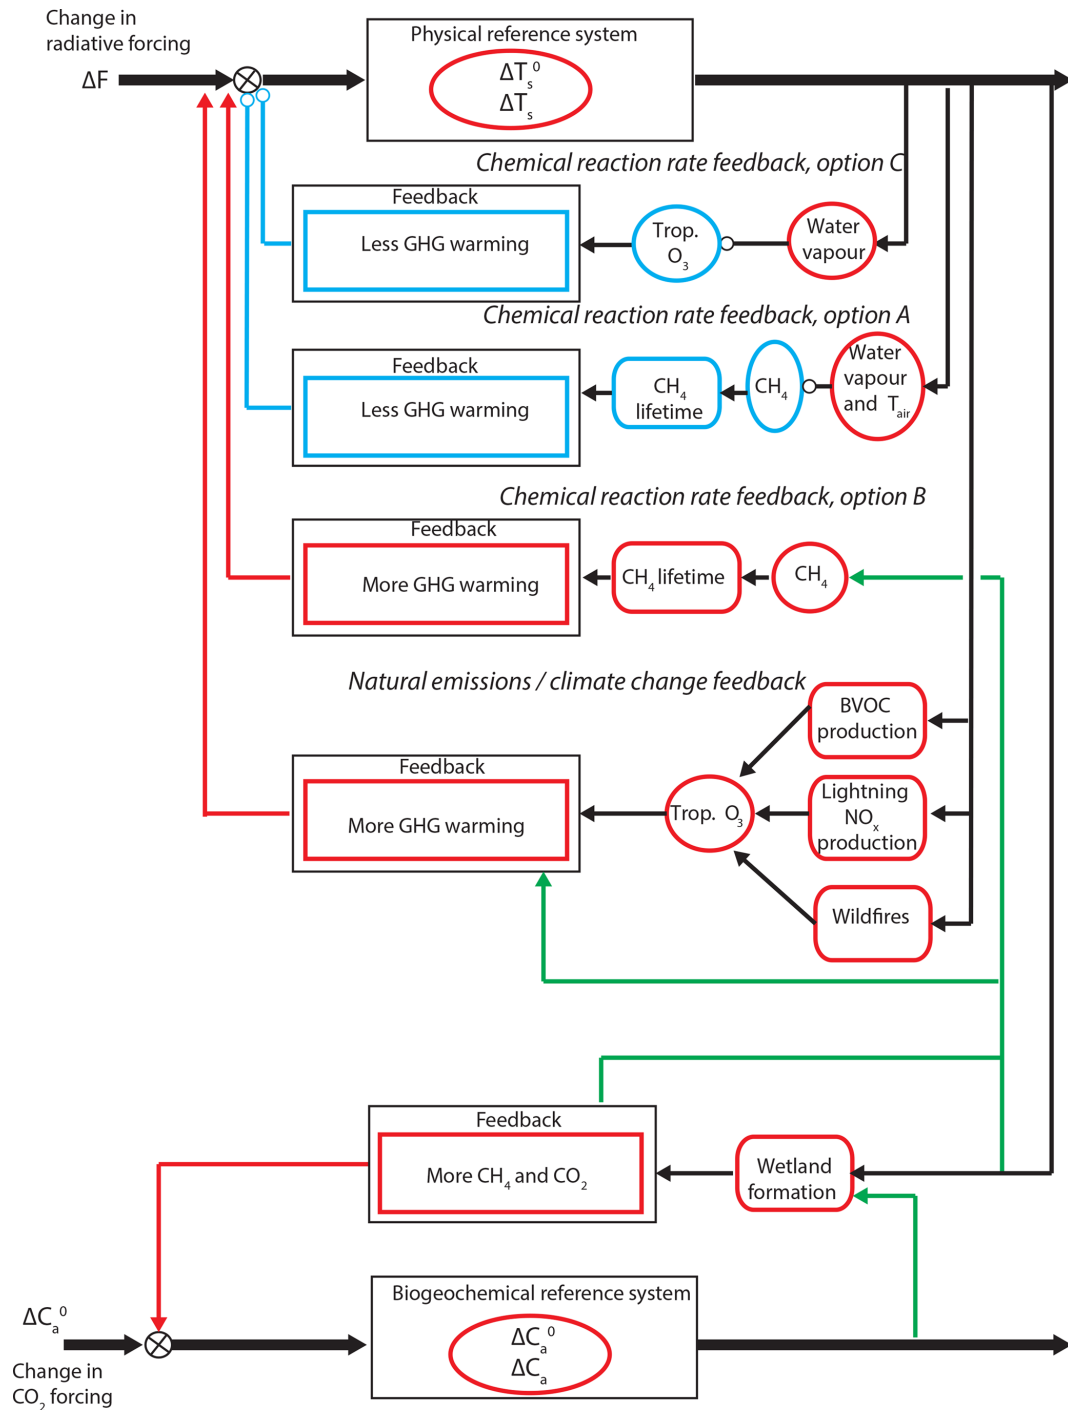 Change in
radiative forcing
ΔF
Physical reference system
ΔTₛ⁰
ΔTₛ
Chemical reaction rate feedback, option C
Feedback
Less GHG warming
Trop.
O₃
Water
vapour
Chemical reaction rate feedback, option A
Feedback
Less GHG warming
CH₄
lifetime
CH₄
Water
vapour
and T_air
Chemical reaction rate feedback, option B
Feedback
More GHG warming
CH₄ lifetime
CH₄
Natural emissions / climate change feedback
BVOC
production
Feedback
More GHG warming
Trop. O₃
Lightning
NOₓ
production
Wildfires
Feedback
More CH₄ and CO₂
Wetland
formation
Biogeochemical reference system
ΔCₐ⁰
ΔCₐ
ΔCₐ⁰
Change in
CO₂ forcing